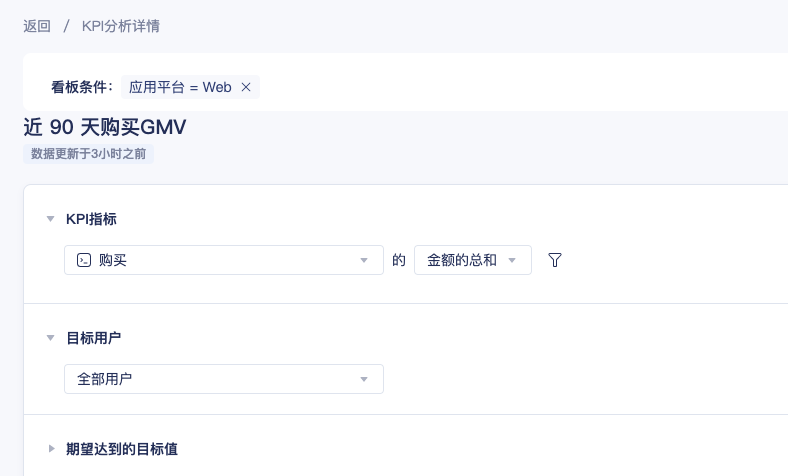 返回 / KPI分析详情
看板条件： 应用平台 = Web ×
近 90 天购买GMV
数据更新于3小时之前
KPI指标
购买 的 金额的总和
目标用户
全部用户
期望达到的目标值